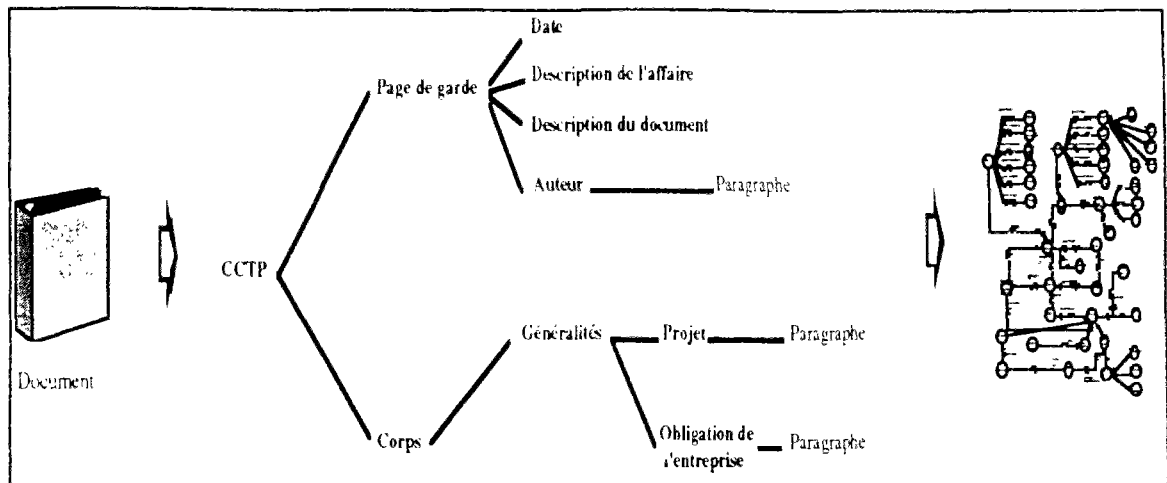 Date
Page de garde
Description de l'affaire
Description du document
Auteur
Paragraphe
CCTP
Généralités
Projet
Paragraphe
Document
Corps
Obligation de
l'entreprise
Paragraphe